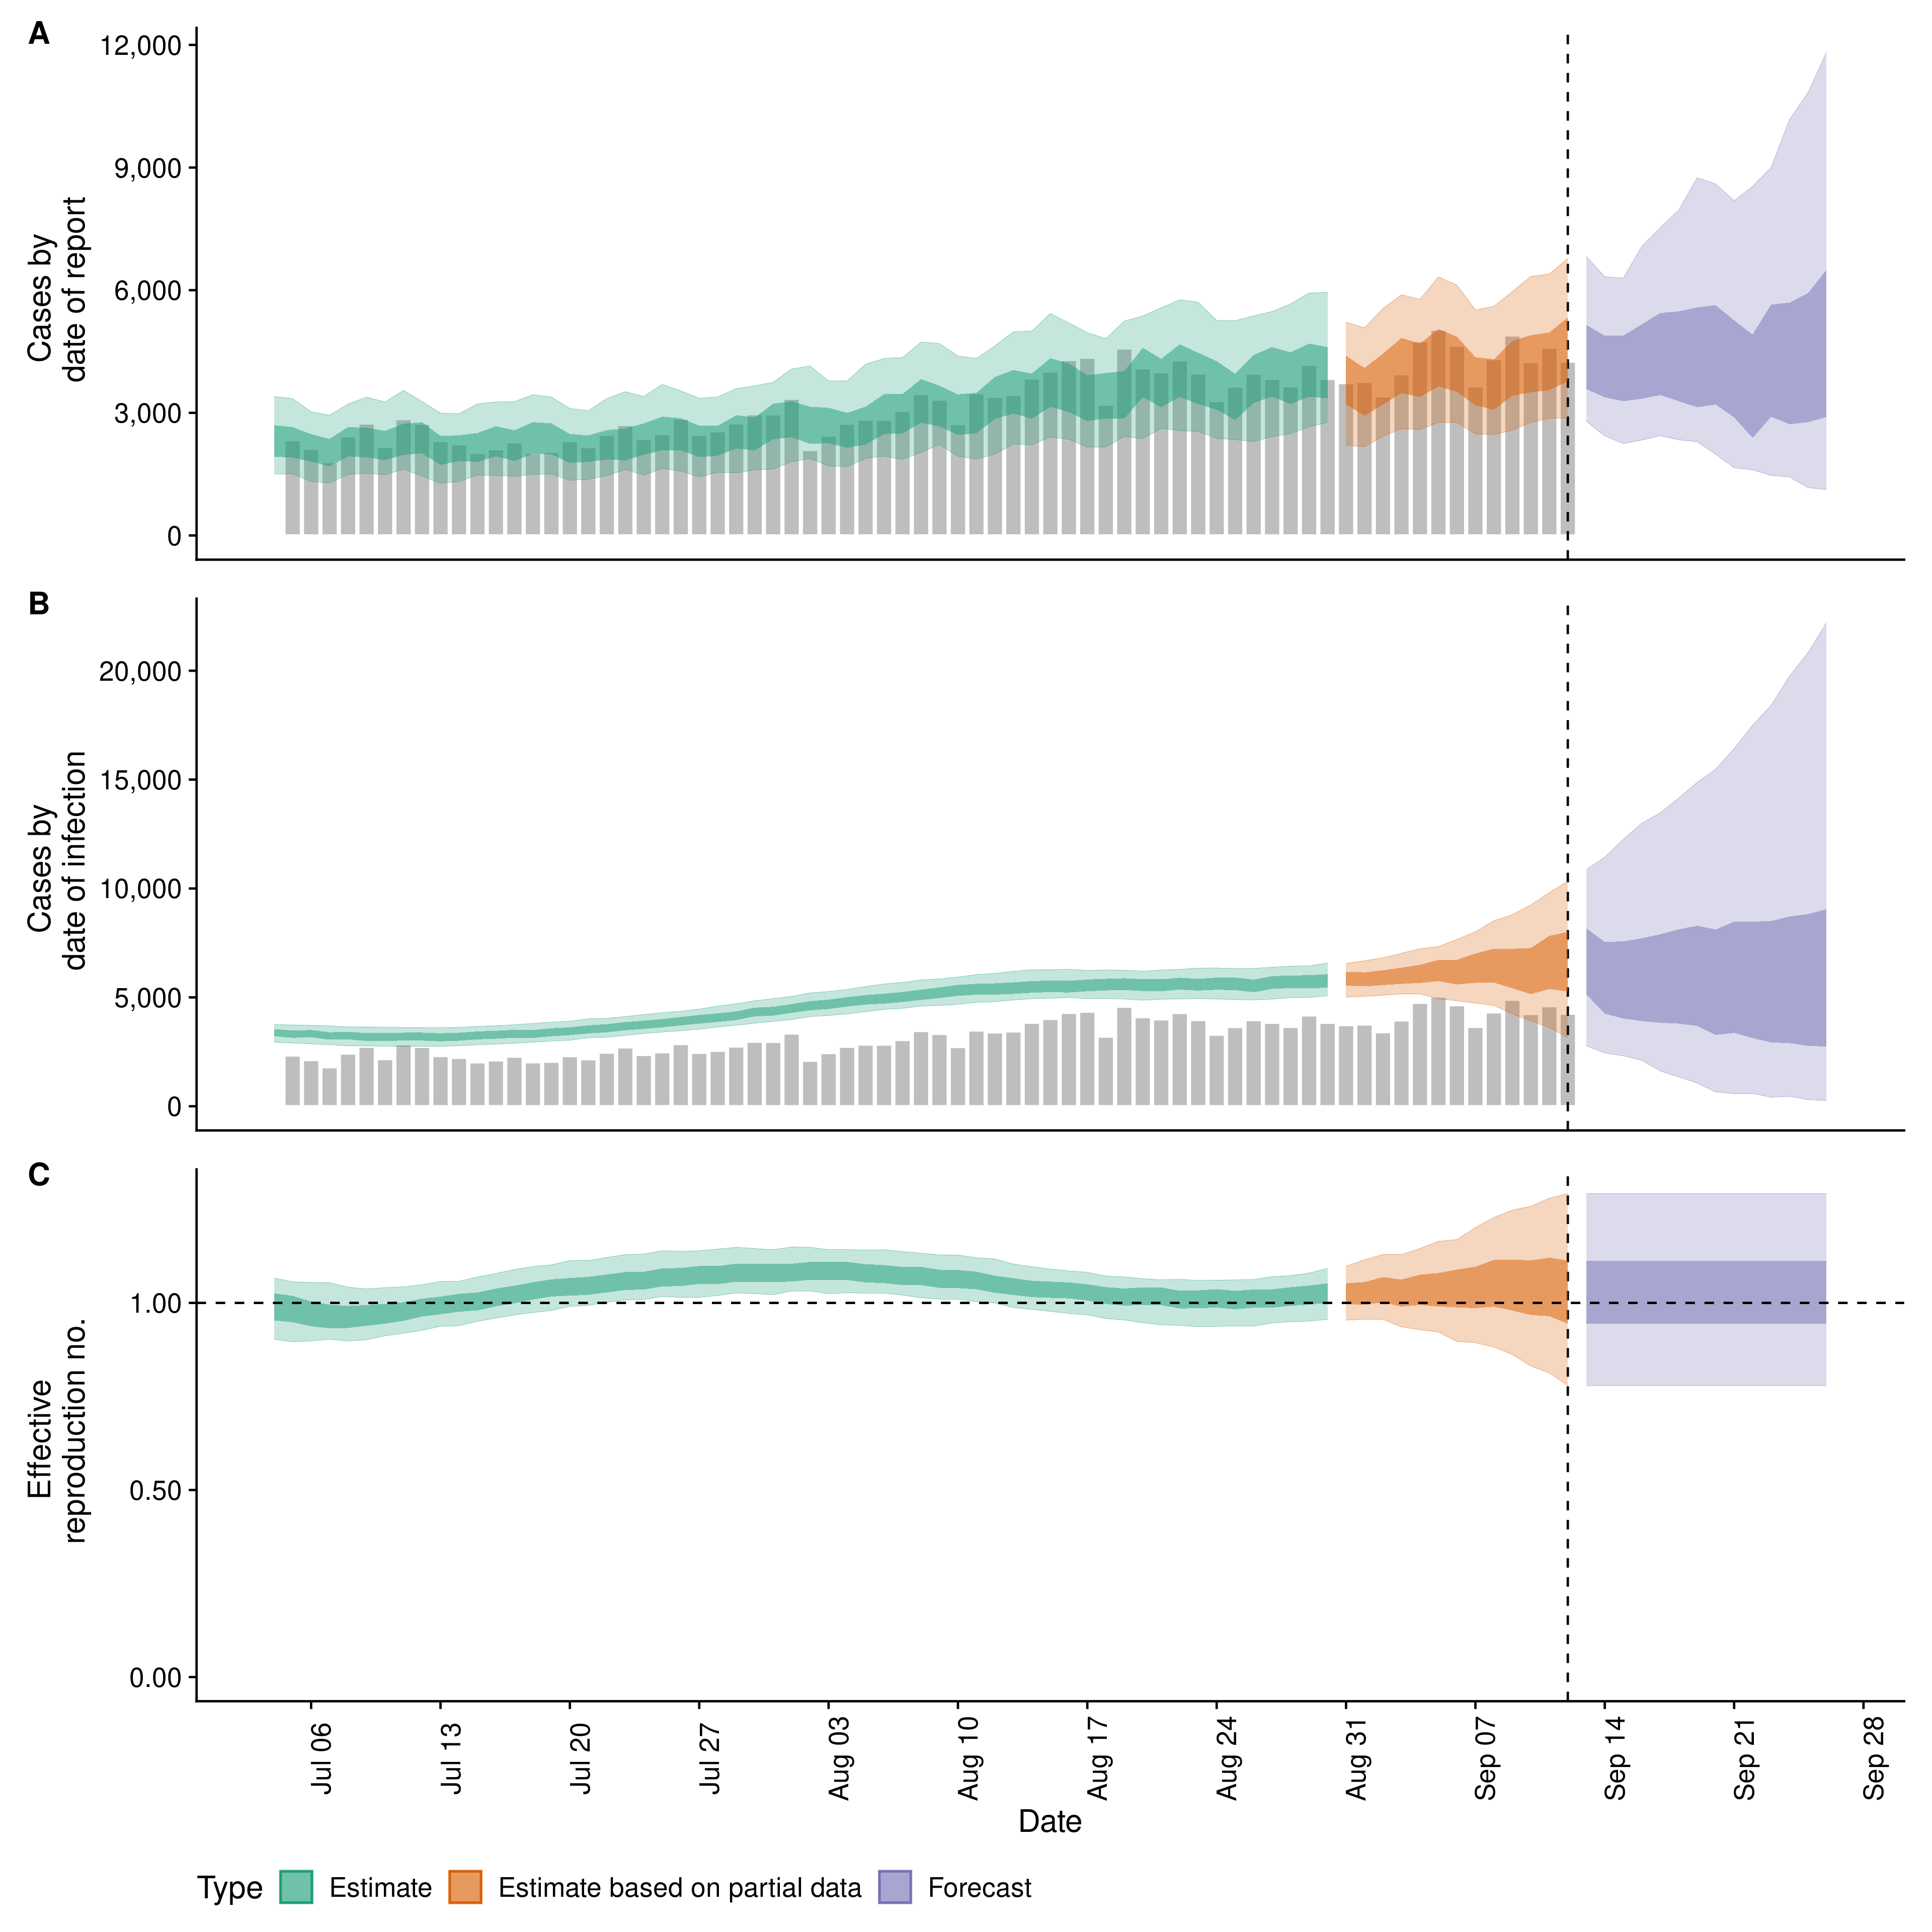 A
12,000
9,000
6,000
3,000
0
Cases by
date of report
B
20,000
15,000
10,000
5,000
0
Cases by
date of infection
C
1.00
0.50
0.00
Effective
reproduction no.
Jul 06
Jul 13
Jul 20
Jul 27
Aug 03
Aug 10
Aug 17
Aug 24
Aug 31
Sep 07
Sep 14
Sep 21
Sep 28
Date
Type Estimate Estimate based on partial data Forecast